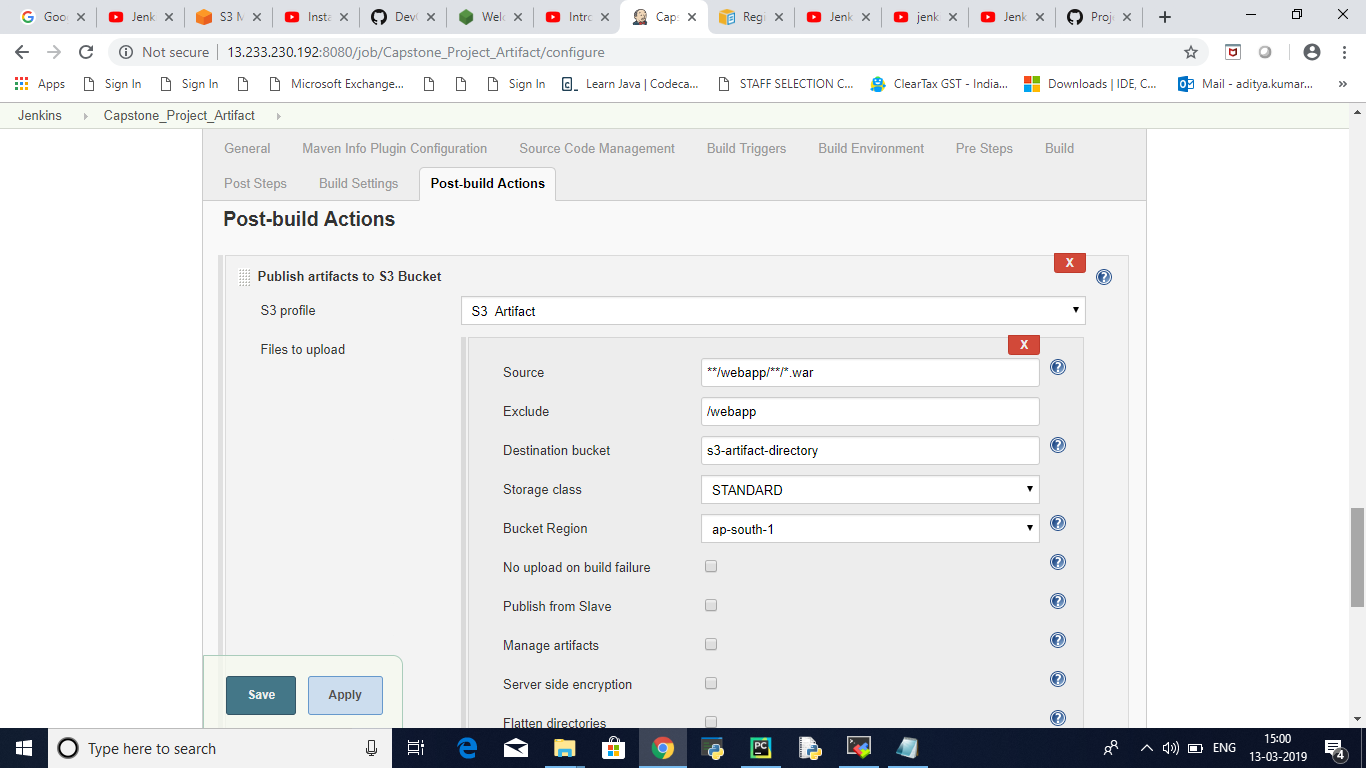 Goo Jenk S3 M Insta Dev Welc Intro Cap Regi Jenk jenk Jenk Proje
Not secure 13.233.230.192:8080/job/Capstone_Project_Artifact/configure
Apps Sign In Sign In Microsoft Exchange... Sign In Learn Java | Codeca... STAFF SELECTION C... ClearTax GST - India... Downloads | IDE, C... Mail - aditya.kumar... »
Jenkins Capstone_Project_Artifact
General Maven Info Plugin Configuration Source Code Management Build Triggers Build Environment Pre Steps Build
Post Steps Build Settings Post-build Actions
Post-build Actions
X
Publish artifacts to S3 Bucket
S3 profile S3 Artifact
Files to upload
X
Source **/webapp/**/*.war
Exclude /webapp
Destination bucket s3-artifact-directory
Storage class STANDARD
Bucket Region ap-south-1
No upload on build failure
Publish from Slave
Manage artifacts
Server side encryption
Flatten directories
Save Apply
Type here to search
ENG
15:00
13-03-2019
4